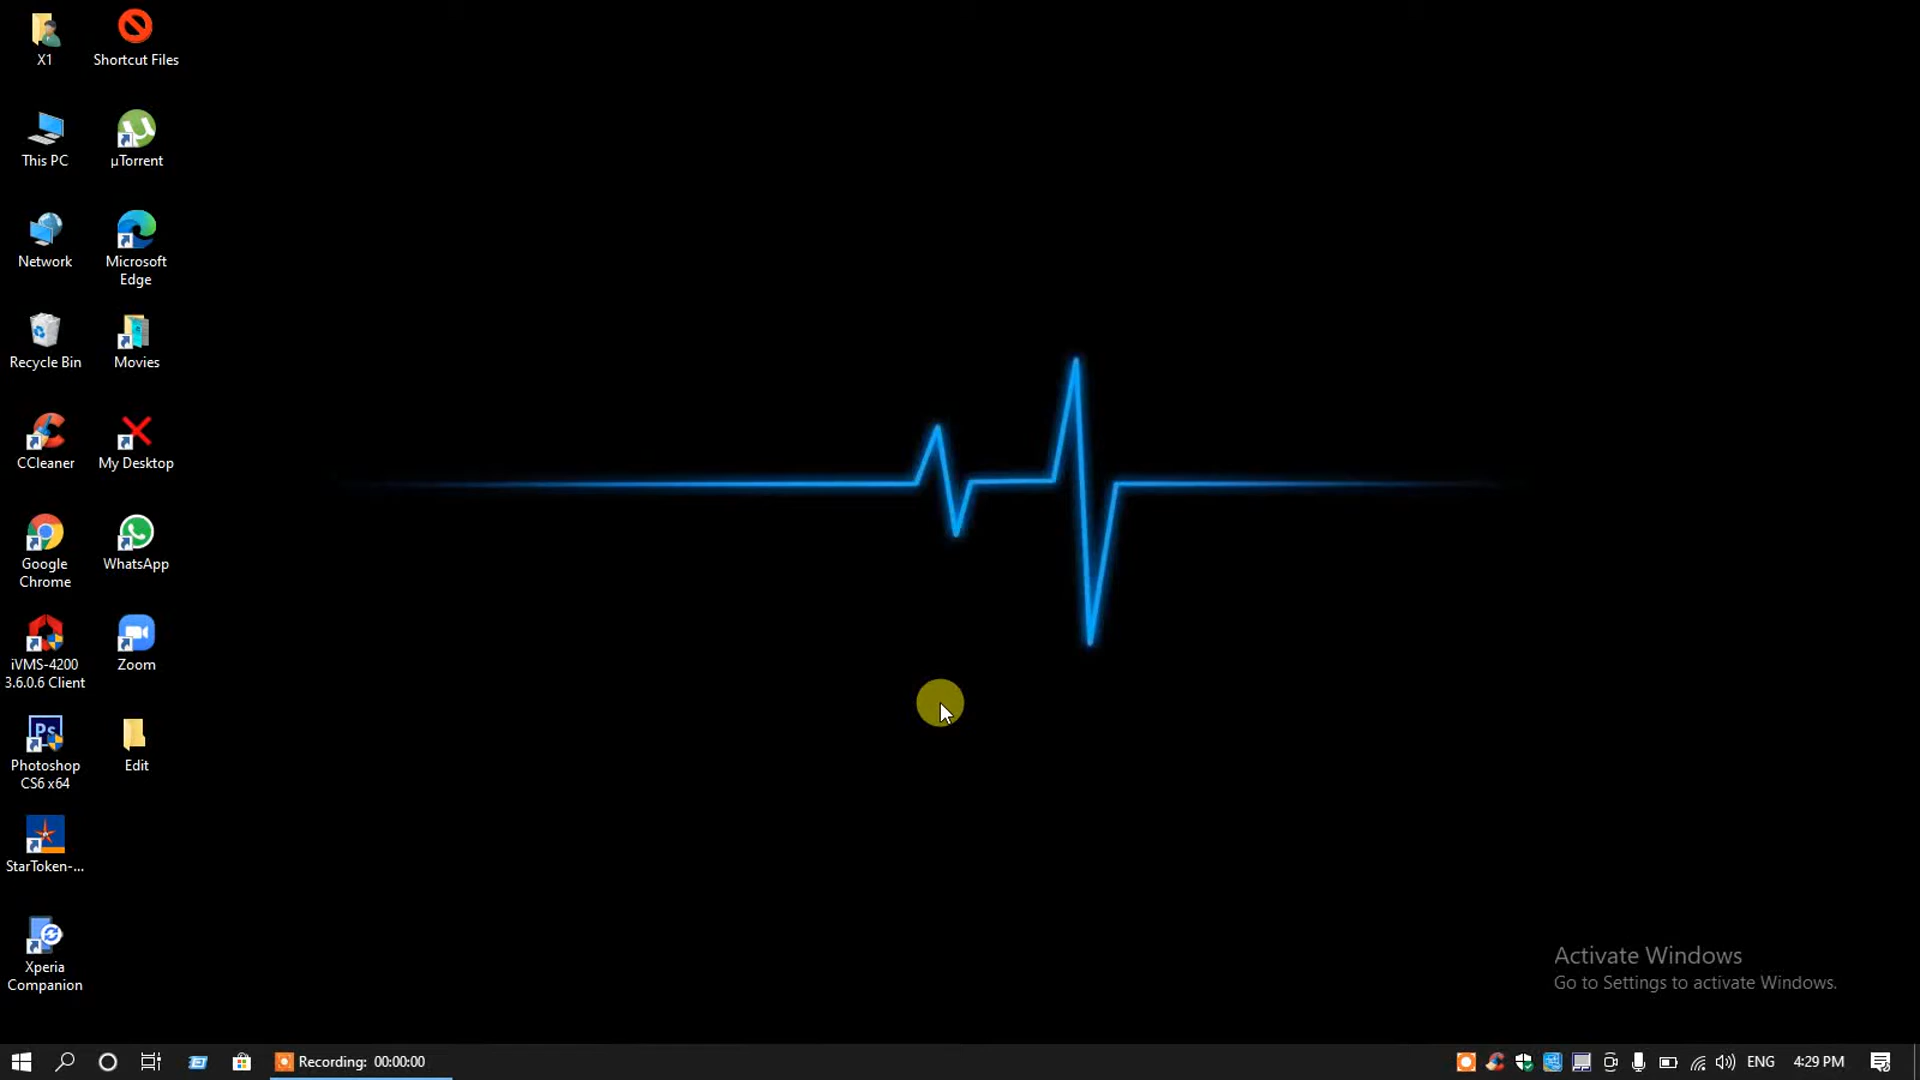 X1
Shortcut Files
This PC
µTorrent
Network
Microsoft
Edge
Recycle Bin
Movies
CCleaner
My Desktop
Google
Chrome
WhatsApp
iVMS-4200
3.6.0.6 Client
Zoom
Ps
Photoshop
CS6 x64
Edit
StarToken-...
Xperia
Companion
Activate Windows
Go to Settings to activate Windows.
Recording: 00:00:00
ENG
4:29 PM